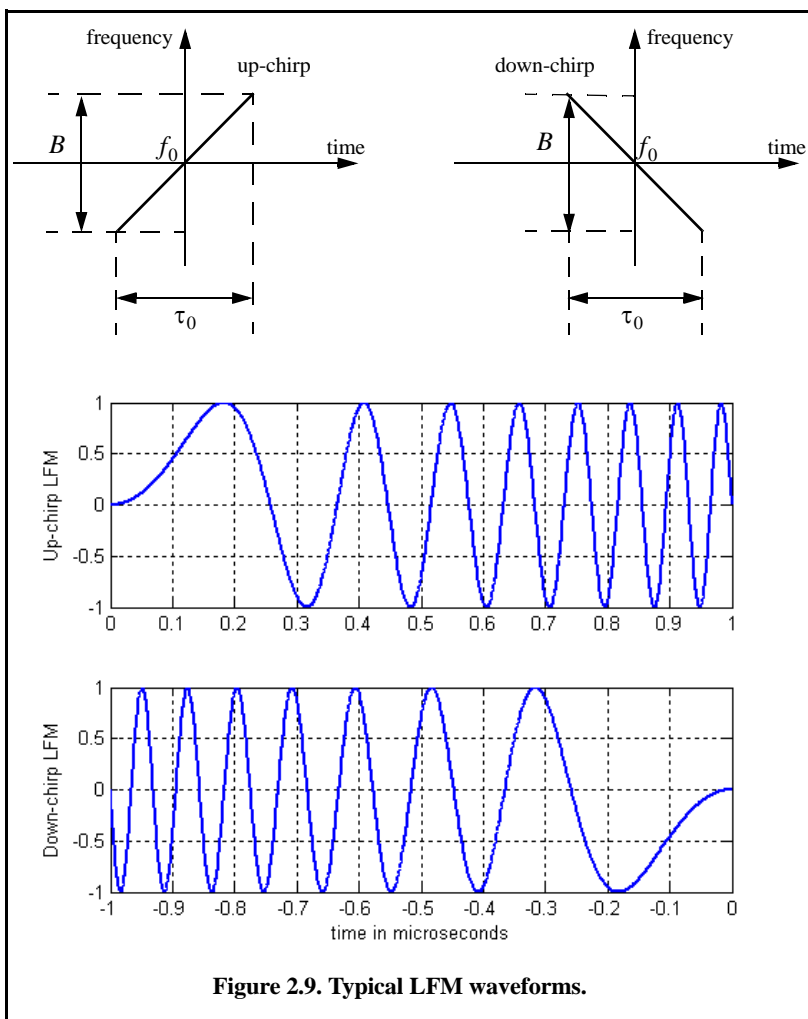 frequency
up-chirp
B
f0
time
τ0
frequency
down-chirp
B
f0
time
τ0
Up-chirp LFM
1
0.5
0
-0.5
-1
0 0.1 0.2 0.3 0.4 0.5 0.6 0.7 0.8 0.9 1
Down-chirp LFM
1
0.5
0
-0.5
-1
-1 -0.9 -0.8 -0.7 -0.6 -0.5 -0.4 -0.3 -0.2 -0.1 0
time in microseconds
Figure 2.9. Typical LFM waveforms.